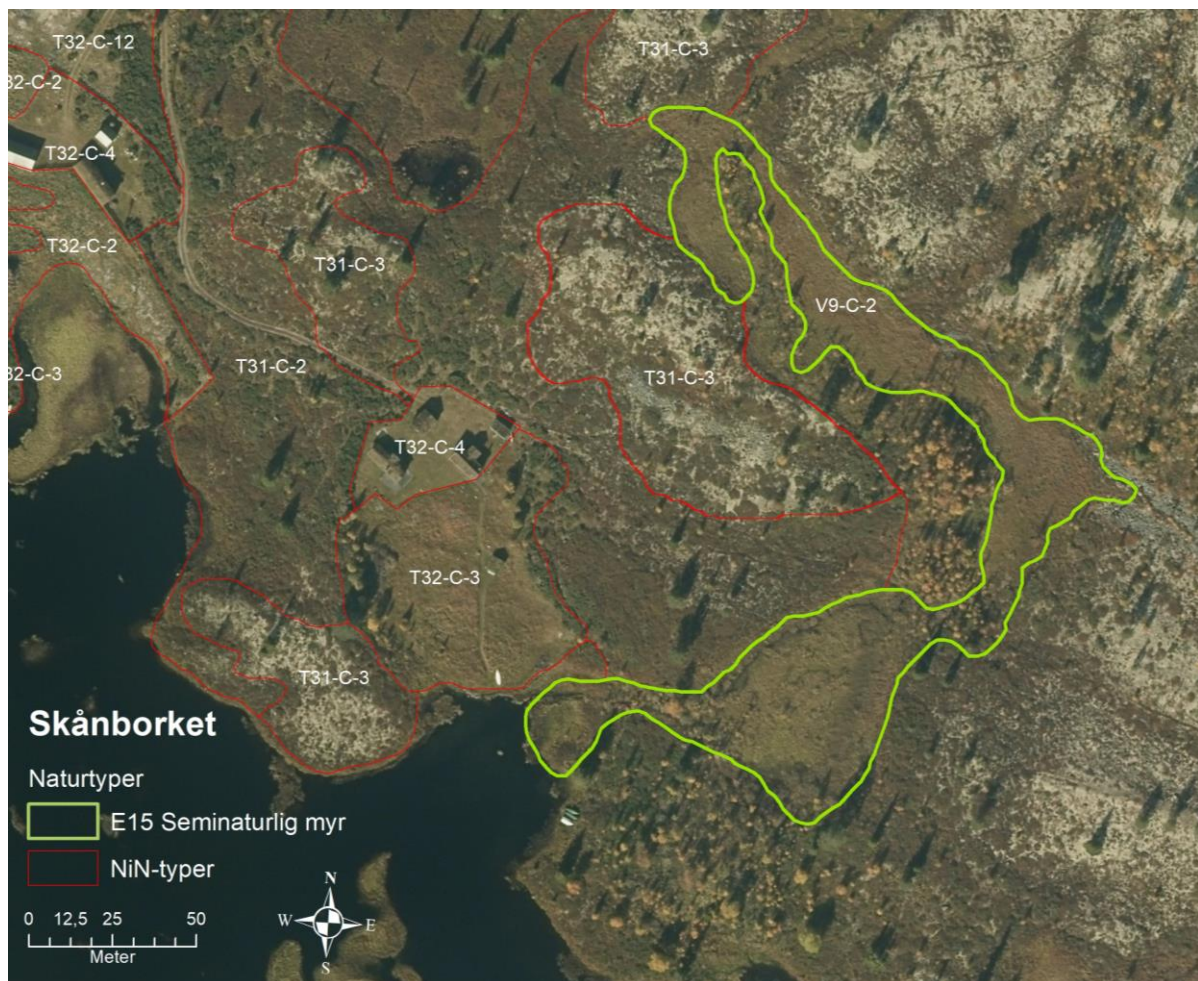 T32-C-12
T31-C-3
32-C-2
T32-C-4
T32-C-2
T31-C-3
V9-C-2
32-C-3
T31-C-2
T31-C-3
T32-C-4
T32-C-3
T31-C-3
Skånborket
Naturtyper
E15 Seminaturlig myr
NiN-typer
0 12,5 25 50
Meter
N
W E
S